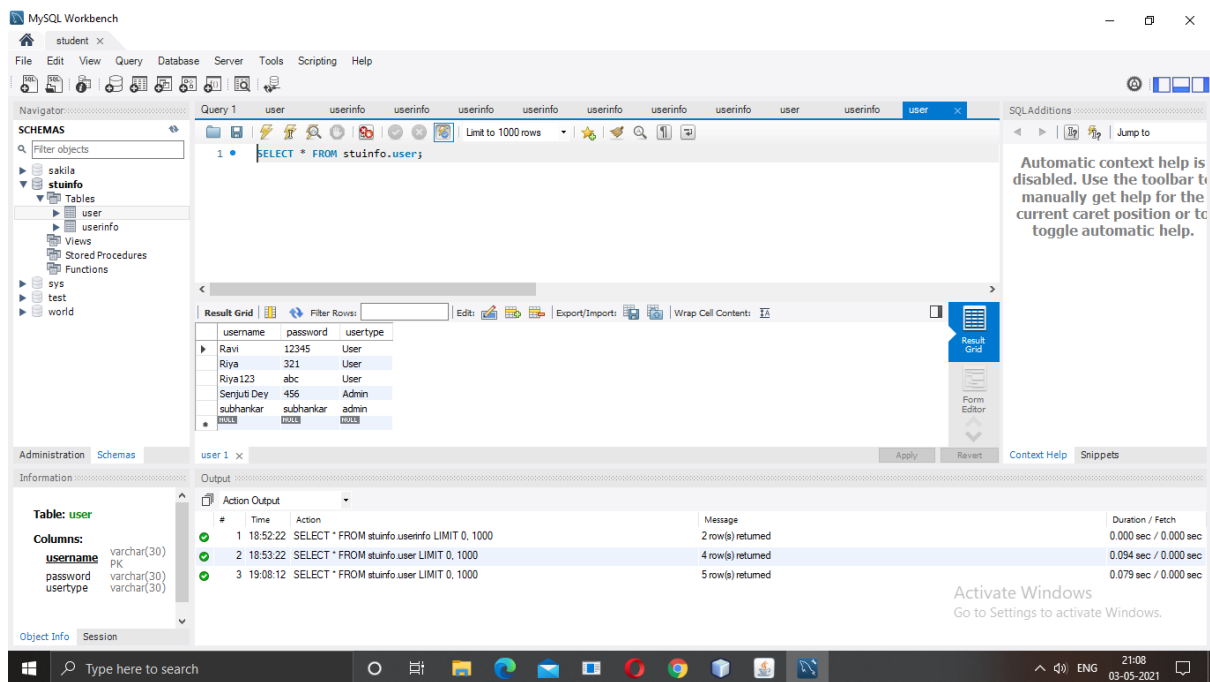 MySQL Workbench
student ×
File Edit View Query Database Server Tools Scripting Help
Navigator
SCHEMAS
Filter objects
sakila
stuinfo
Tables
user
userinfo
Views
Stored Procedures
Functions
sys
test
world
Administration Schemas
Query 1 user userinfo userinfo userinfo userinfo userinfo userinfo userinfo user userinfo user ×
Limit to 1000 rows
1 SELECT * FROM stuinfo.user;
Result Grid Filter Rows: Edit: Export/Import: Wrap Cell Content:
username password usertype
Ravi 12345 User
Riya 321 User
Riya123 abc User
Senjuti Dey 456 Admin
subhankar subhankar admin
NULL NULL NULL
Result
Grid
Form
Editor
user 1 × Apply Revert
SQLAdditions
Jump to
Automatic context help is
disabled. Use the toolbar to
manually get help for the
current caret position or to
toggle automatic help.
Context Help Snippets
Information
Table: user
Columns:
username varchar(30)
PK
password varchar(30)
usertype varchar(30)
Object Info Session
Output
Action Output
# Time Action Message Duration / Fetch
1 18:52:22 SELECT * FROM stuinfo.userinfo LIMIT 0, 1000 2 row(s) returned 0.000 sec / 0.000 sec
2 18:53:22 SELECT * FROM stuinfo.user LIMIT 0, 1000 4 row(s) returned 0.094 sec / 0.000 sec
3 19:08:12 SELECT * FROM stuinfo.user LIMIT 0, 1000 5 row(s) returned 0.079 sec / 0.000 sec
Activate Windows
Go to Settings to activate Windows.
Type here to search
ENG
21:08
03-05-2021